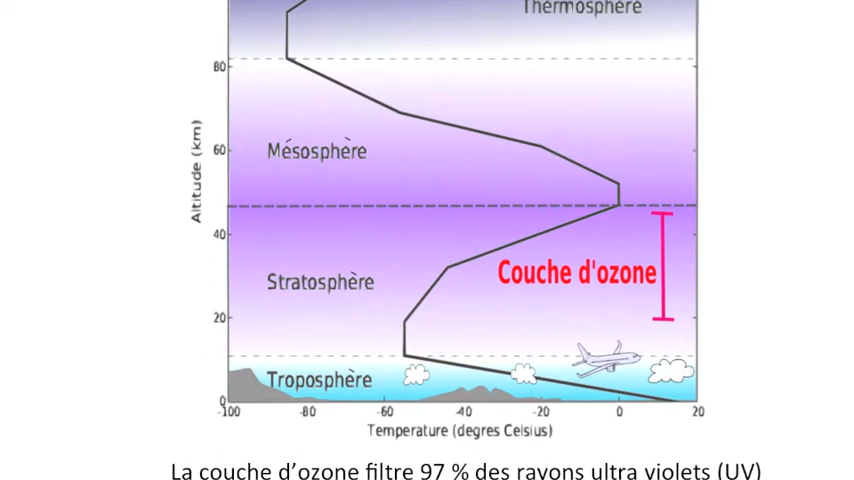 Thermosphère
80
Mésosphère
60
Altitude (km)
40
Couche d'ozone
Stratosphère
20
Troposphère
0
-100 -80 -60 -40 -20 0 20
Temperature (degres Celsius)
La couche d'ozone filtre 97 % des rayons ultra violets (UV)